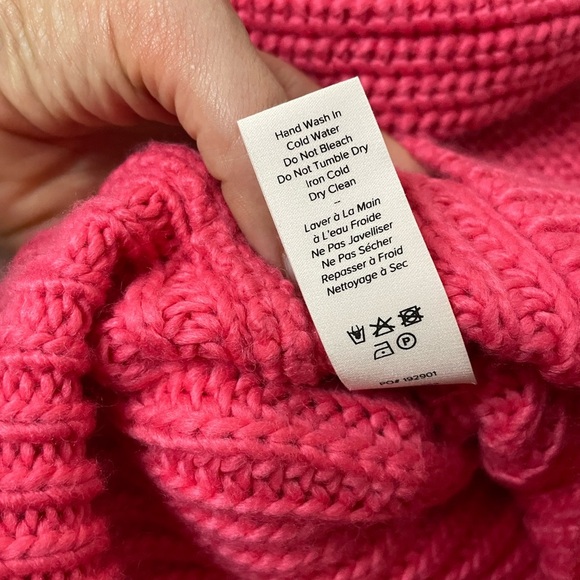 Hand Wash In
Cold Water
Do Not Bleach
Do Not Tumble Dry
Iron Cold
Dry Clean
–
Laver à La Main
à L'eau Froide
Ne Pas Javelliser
Ne Pas Sécher
Repasser à Froid
Nettoyage à Sec
P
PO# 192901